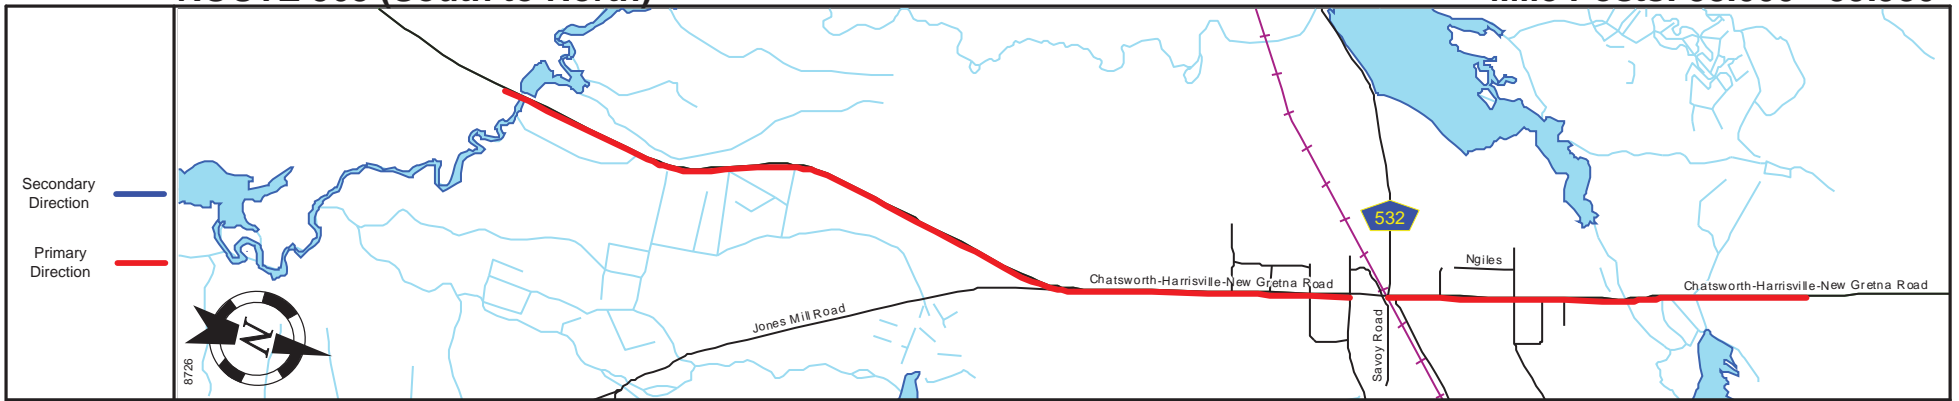 Secondary
Direction
Primary
Direction
532
Ngiles
Chatsworth-Harrisville-New Gretna Road
Chatsworth-Harrisville-New Gretna Road
Jones Mill Road
Savoy Road
N
8726